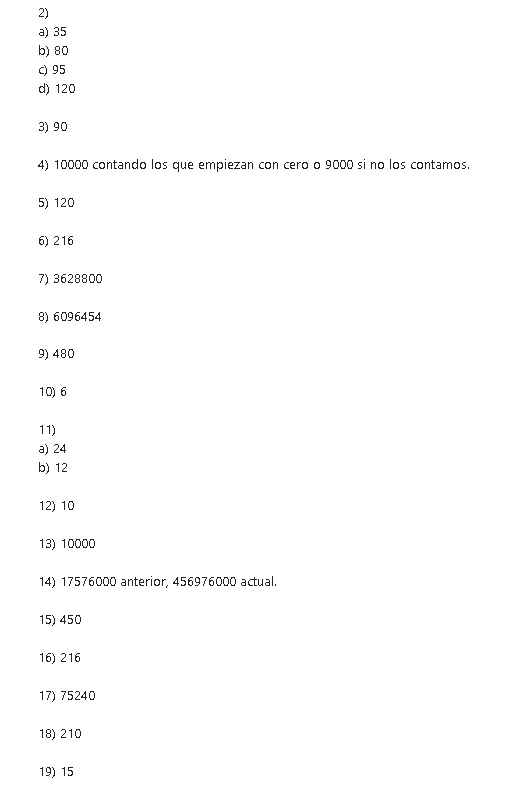 2)
a) 35
b) 80
c) 95
d) 120
3) 90
4) 10000 contando los que empiezan con cero o 9000 si no los contamos.
5) 120
6) 216
7) 3628800
8) 6096454
9) 480
10) 6
11)
a) 24
b) 12
12) 10
13) 10000
14) 17576000 anterior, 456976000 actual.
15) 450
16) 216
17) 75240
18) 210
19) 15